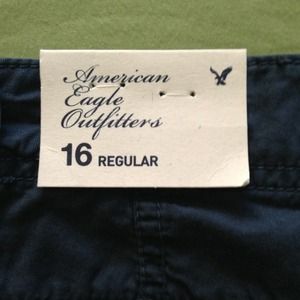 American
Eagle
Outfitters
16 REGULAR